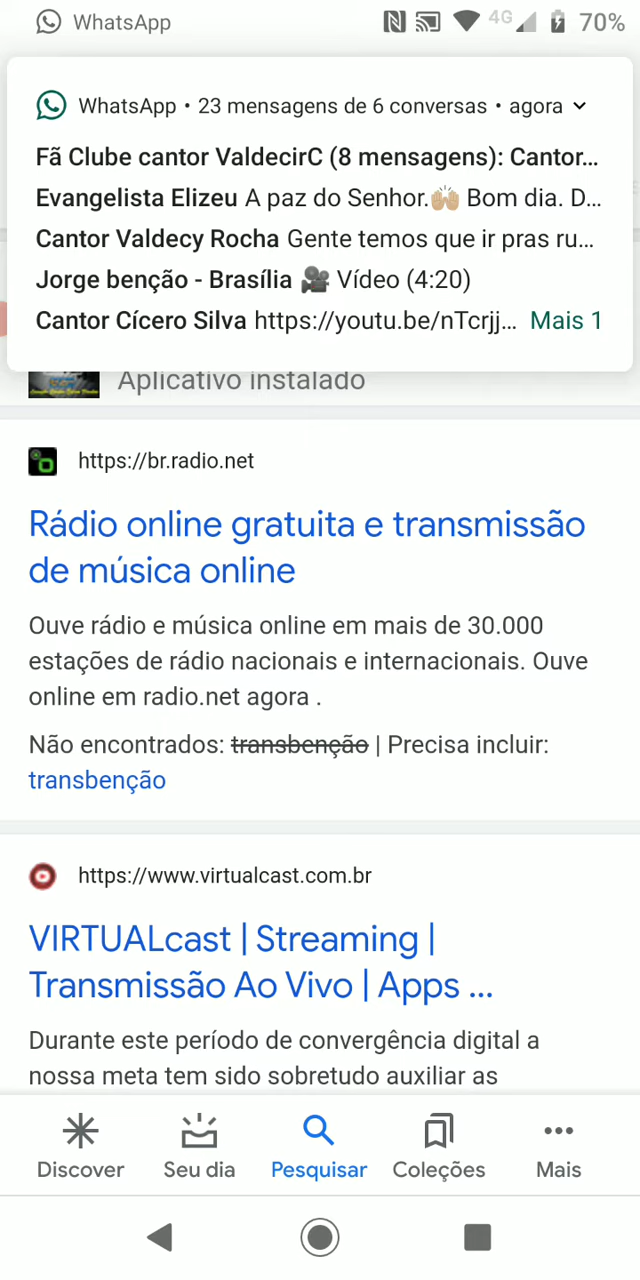 WhatsApp 4G 70%
WhatsApp • 23 mensagens de 6 conversas • agora
Fã Clube cantor ValdecirC (8 mensagens): Cantor...
Evangelista Elizeu A paz do Senhor.🙌🏼 Bom dia. D...
Cantor Valdecy Rocha Gente temos que ir pras ru...
Jorge benção - Brasília 🎥 Vídeo (4:20)
Cantor Cícero Silva https://youtu.be/nTcrjj... Mais 1
Aplicativo instalado
https://br.radio.net
Rádio online gratuita e transmissão
de música online
Ouve rádio e música online em mais de 30.000
estações de rádio nacionais e internacionais. Ouve
online em radio.net agora .
Não encontrados: transbenção | Precisa incluir:
transbenção
https://www.virtualcast.com.br
VIRTUALcast | Streaming |
Transmissão Ao Vivo | Apps ...
Durante este período de convergência digital a
nossa meta tem sido sobretudo auxiliar as
Discover Seu dia Pesquisar Coleções Mais